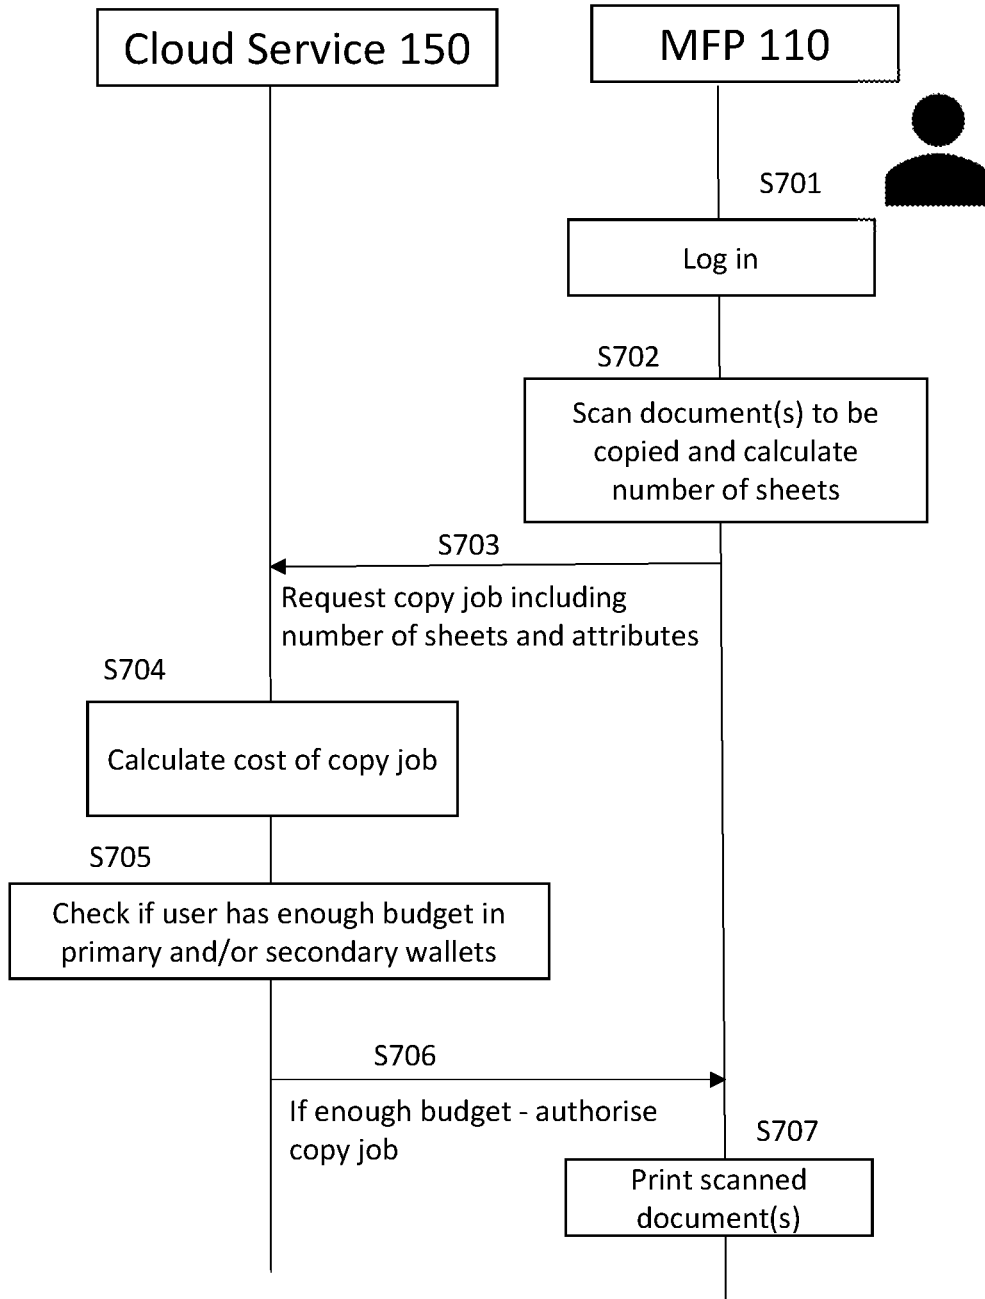 Cloud Service 150
MFP 110
S701
Log in
S702
Scan document(s) to be
copied and calculate
number of sheets
S703
Request copy job including
number of sheets and attributes
S704
Calculate cost of copy job
S705
Check if user has enough budget in
primary and/or secondary wallets
S706
If enough budget - authorise
copy job
S707
Print scanned
document(s)